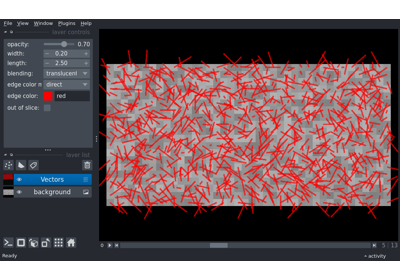 File View Window Plugins Help
layer controls
opacity: 0.70
width: 0.20
length: 2.50
blending: translucent
edge color m direct
edge color: red
out of slice:
layer list
Vectors
background
0 5 13
Ready activity